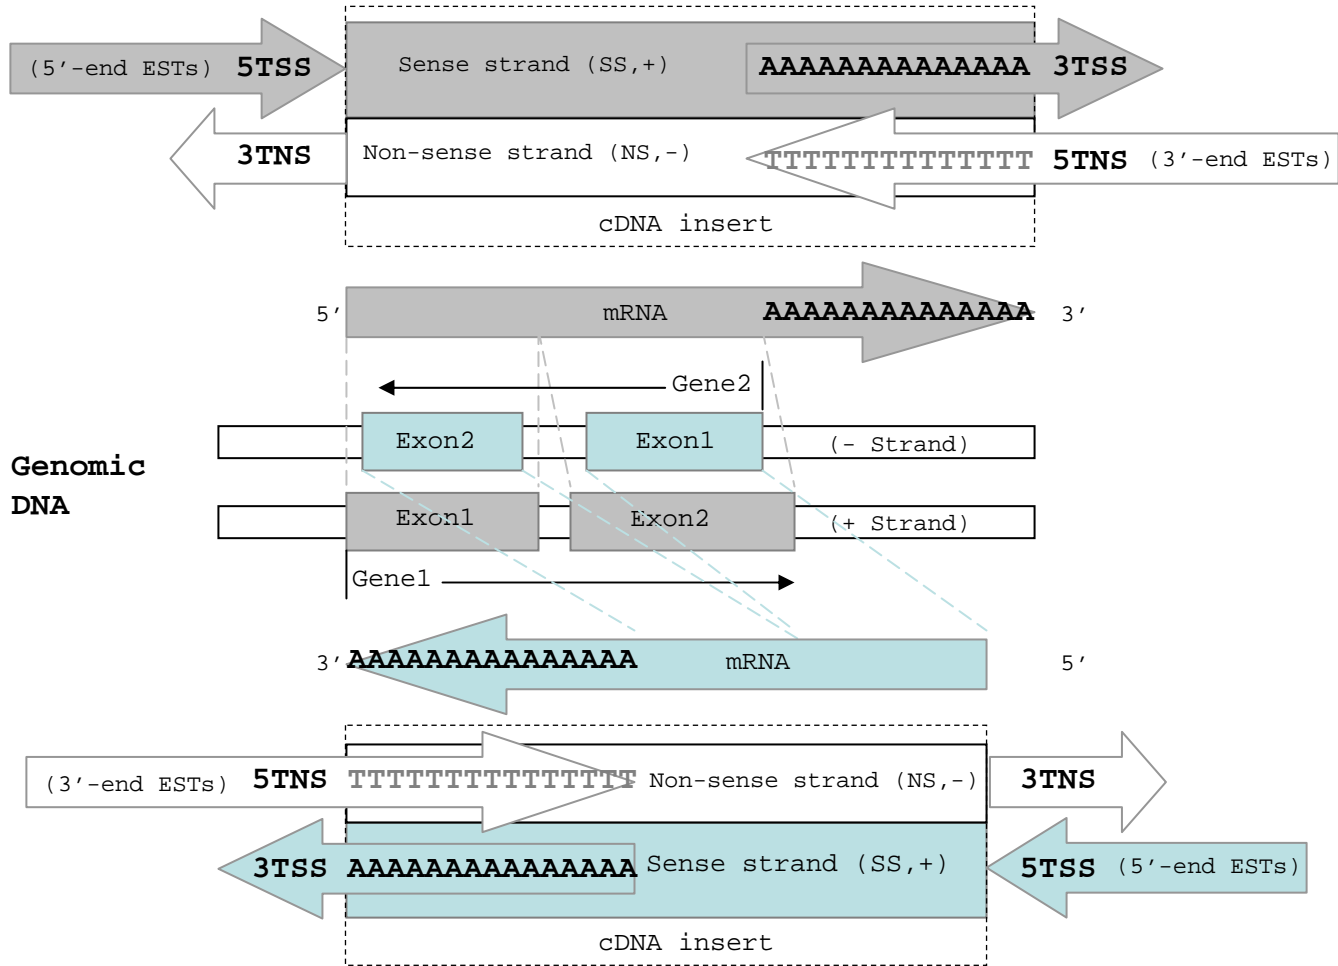 (5′-end ESTs) 5TSS Sense strand (SS,+) AAAAAAAAAAAAAA 3TSS
3TNS Non-sense strand (NS,-) TTTTTTTTTTTTTT 5TNS (3′-end ESTs)
cDNA insert
5′ mRNA AAAAAAAAAAAAAA 3′
Gene2
Exon2 Exon1 (- Strand)
Genomic
DNA
Exon1 Exon2 (+ Strand)
Gene1
3′ AAAAAAAAAAAAAAA mRNA 5′
(3′-end ESTs) 5TNS TTTTTTTTTTTTTTT Non-sense strand (NS,-) 3TNS
3TSS AAAAAAAAAAAAAAA Sense strand (SS,+) 5TSS (5′-end ESTs)
cDNA insert